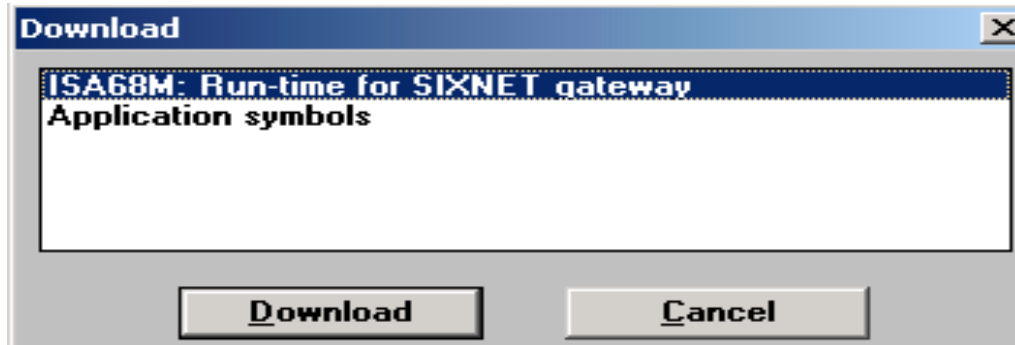 Download
ISA68M: Run-time for SIXNET gateway
Application symbols
Download
Cancel